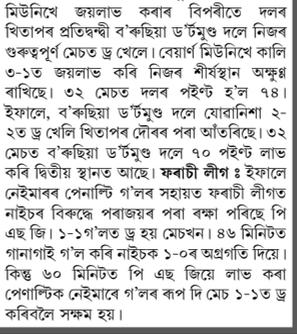 মিউনিখে জয়লাভ কৰাৰ বিপৰীতে দলৰ
খিতাপৰ প্ৰতিদ্বন্দ্বী ব'ৰুছিয়া ড'ৰ্টমুণ্ড দলে নিজৰ
গুৰুত্বপূৰ্ণ মেচত ড্ৰ খেলে। বেয়াৰ্ণ মিউনিখে কালি
৩-১ত জয়লাভ কৰি নিজৰ শীৰ্ষস্থান অক্ষুণ্ণ
ৰাখিছে। ৩২ মেচত দলৰ পইণ্ট হ'ল ৭৪।
ইফালে, ব'ৰুছিয়া ড'ৰ্টমুণ্ড দলে যোৱানিশা ২-
২ত ড্ৰ খেলি খিতাপৰ দৌৰৰ পৰা আঁতৰিছে। ৩২
মেচত ব'ৰুছিয়া ড'ৰ্টমুণ্ড দলে ৭০ পইণ্ট লাভ
কৰি দ্বিতীয় স্থানত আছে। ফৰাচী লীগ ঃ ইফালে
নেইমাৰৰ পেনাল্টি গ'লৰ সহায়ত ফৰাচী লীগত
নাইচৰ বিৰুদ্ধে পৰাজয়ৰ পৰা ৰক্ষা পৰিছে পি
এছ জি। ১-১গ'লত ড্ৰ হয় মেচখন। ৪৬ মিনিটত
গানাগাই গ'ল কৰি নাইচক ১-০ৰ অগ্ৰগতি দিয়ে।
কিন্তু ৬০ মিনিটত পি এছ জিয়ে লাভ কৰা
পেণাল্টিক নেইমাৰে গ'লৰ ৰূপ দি মেচ ১-১ত ড্ৰ
কৰিবলৈ সক্ষম হয়।